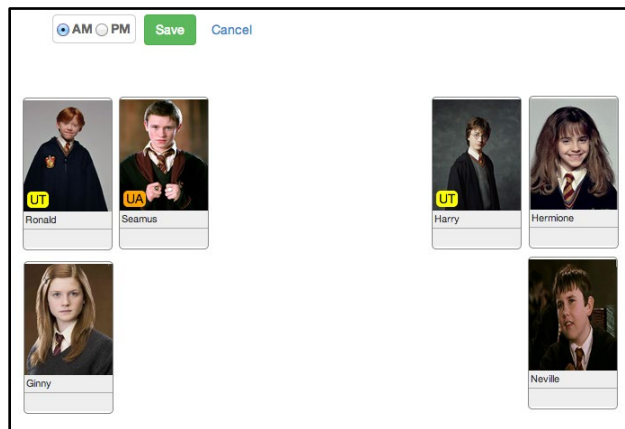 AM PM Save Cancel
UT UA UT
Ronald Seamus Harry Hermione
Ginny Neville